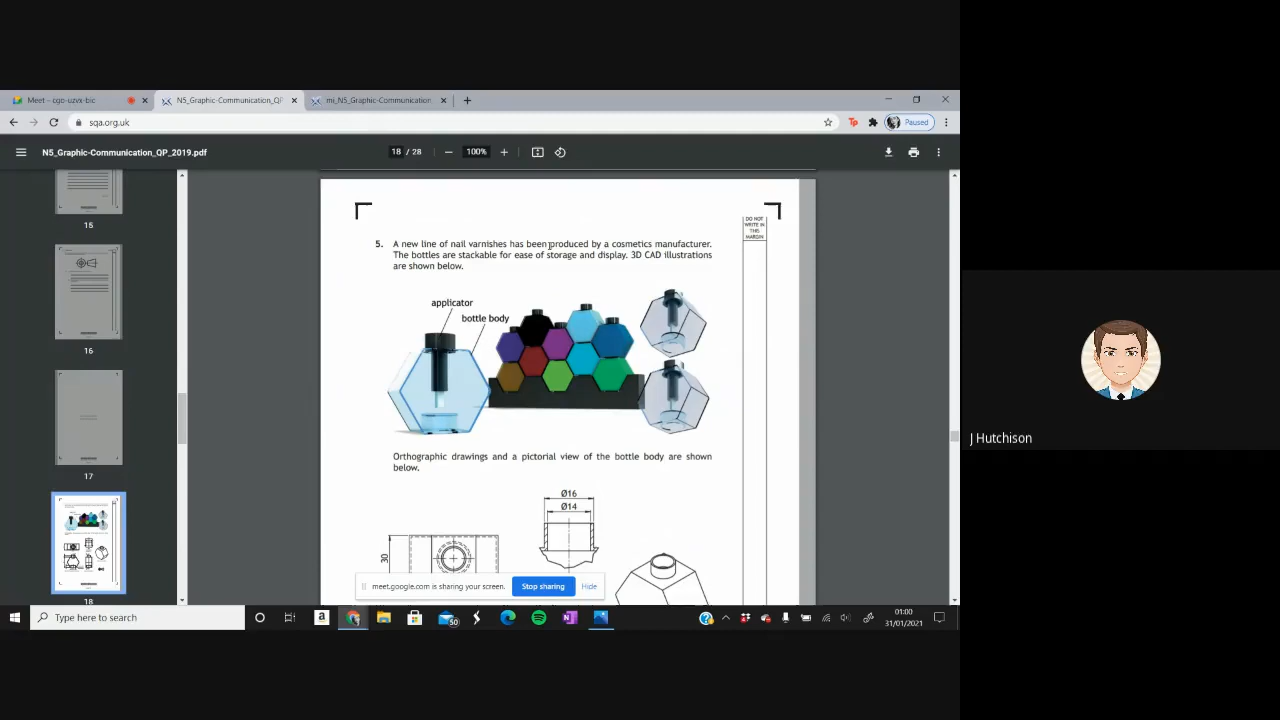 Meet – cgo-uzvx-bic
N5_Graphic-Communication_QP
mi_N5_Graphic-Communication
sqa.org.uk
Paused
N5_Graphic-Communication_QP_2019.pdf
18 / 28
100%
15
16
17
18
DO NOT
WRITE IN
THIS
MARGIN
5. A new line of nail varnishes has been produced by a cosmetics manufacturer.
The bottles are stackable for ease of storage and display. 3D CAD illustrations
are shown below.
applicator
bottle body
Orthographic drawings and a pictorial view of the bottle body are shown
below.
Ø16
Ø14
30
meet.google.com is sharing your screen.
Stop sharing
Hide
J Hutchison
Type here to search
50
01:00
31/01/2021